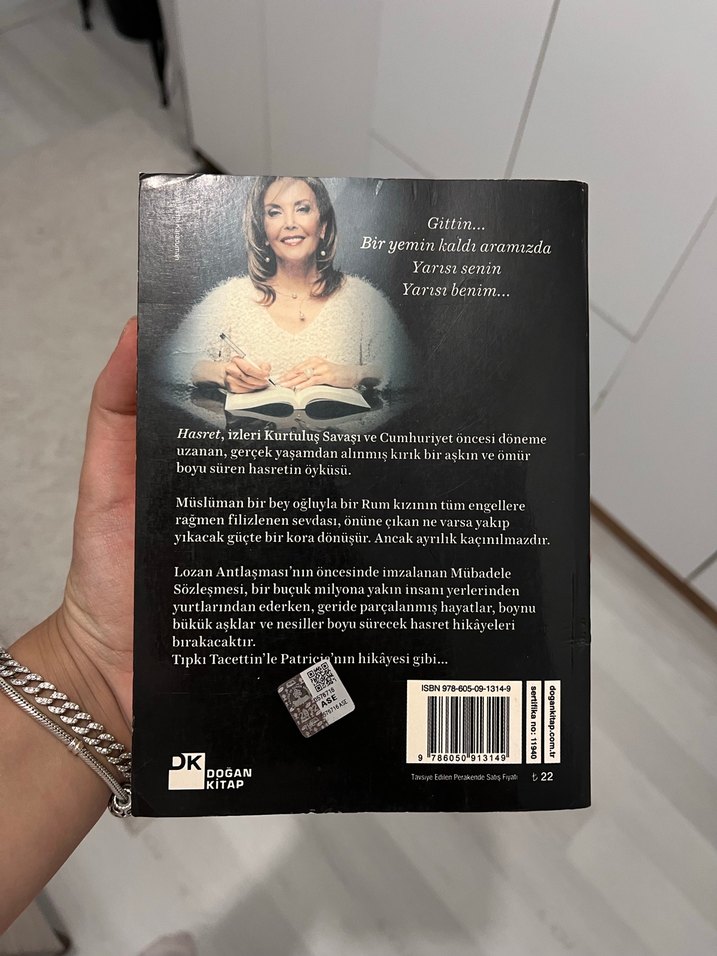 Gittin...
Bir yemin kaldı aramızda
Yarısı senin
Yarısı benim...
Hasret, izleri Kurtuluş Savaşı ve Cumhuriyet öncesi döneme
uzanan, gerçek yaşamdan alınmış kırık bir aşkın ve ömür
boyu süren hasretin öyküsü.
Müslüman bir bey oğluyla bir Rum kızının tüm engellere
rağmen filizlenen sevdası, önüne çıkan ne varsa yakıp
yıkacak güçte bir kora dönüşür. Ancak ayrılık kaçınılmazdır.
Lozan Antlaşması'nın öncesinde imzalanan Mübadele
Sözleşmesi, bir buçuk milyona yakın insanı yerlerinden
yurtlarından ederken, geride parçalanmış hayatlar, boynu
bükük aşklar ve nesiller boyu sürecek hasret hikâyeleri
bırakacaktır.
Tıpkı Tacettin'le Patricia'nın hikâyesi gibi...
ASE
DK
DOĞAN
KİTAP
ISBN 978-605-09-1314-9
9 786050 913149
sertifika no: 11940
dogankitap.com.tr
Tavsiye Edilen Perakende Satış Fiyatı
₺ 22